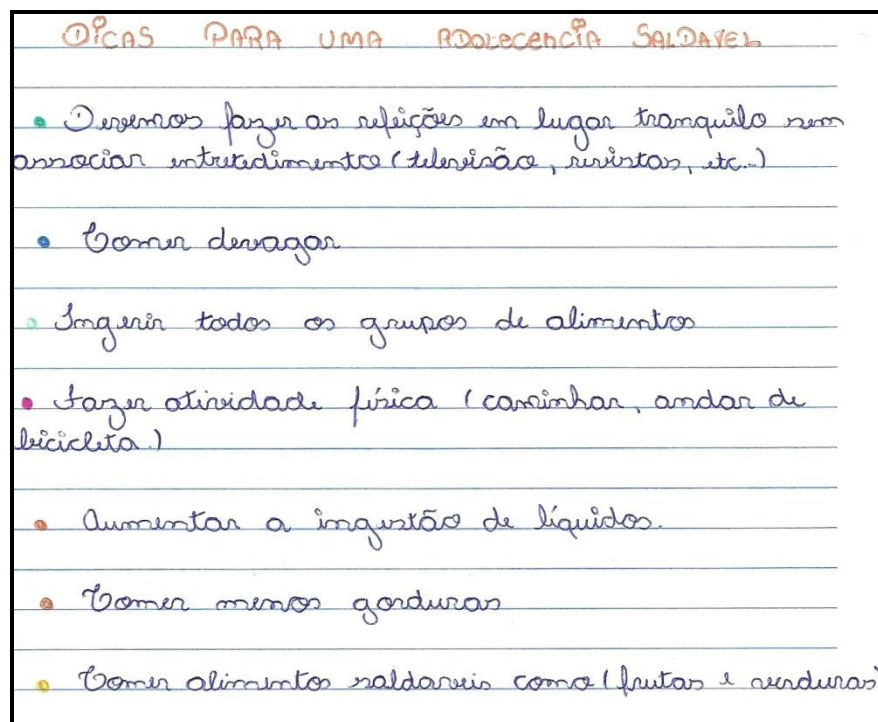 DICAS PARA UMA ADOLECENCIA SALDAVEL
• Devemos fazer as refeições em lugar tranquilo sem
associar entretedimento (televisão, revistas, etc..)
• Comer devagar
• Ingerir todos os grupos de alimentos
• Fazer atividade física (caminhar, andar de
bicicleta.)
• Aumentar a ingestão de líquidos.
• Comer menos gorduras
• Comer alimentos saldaveis como (frutas e verduras)